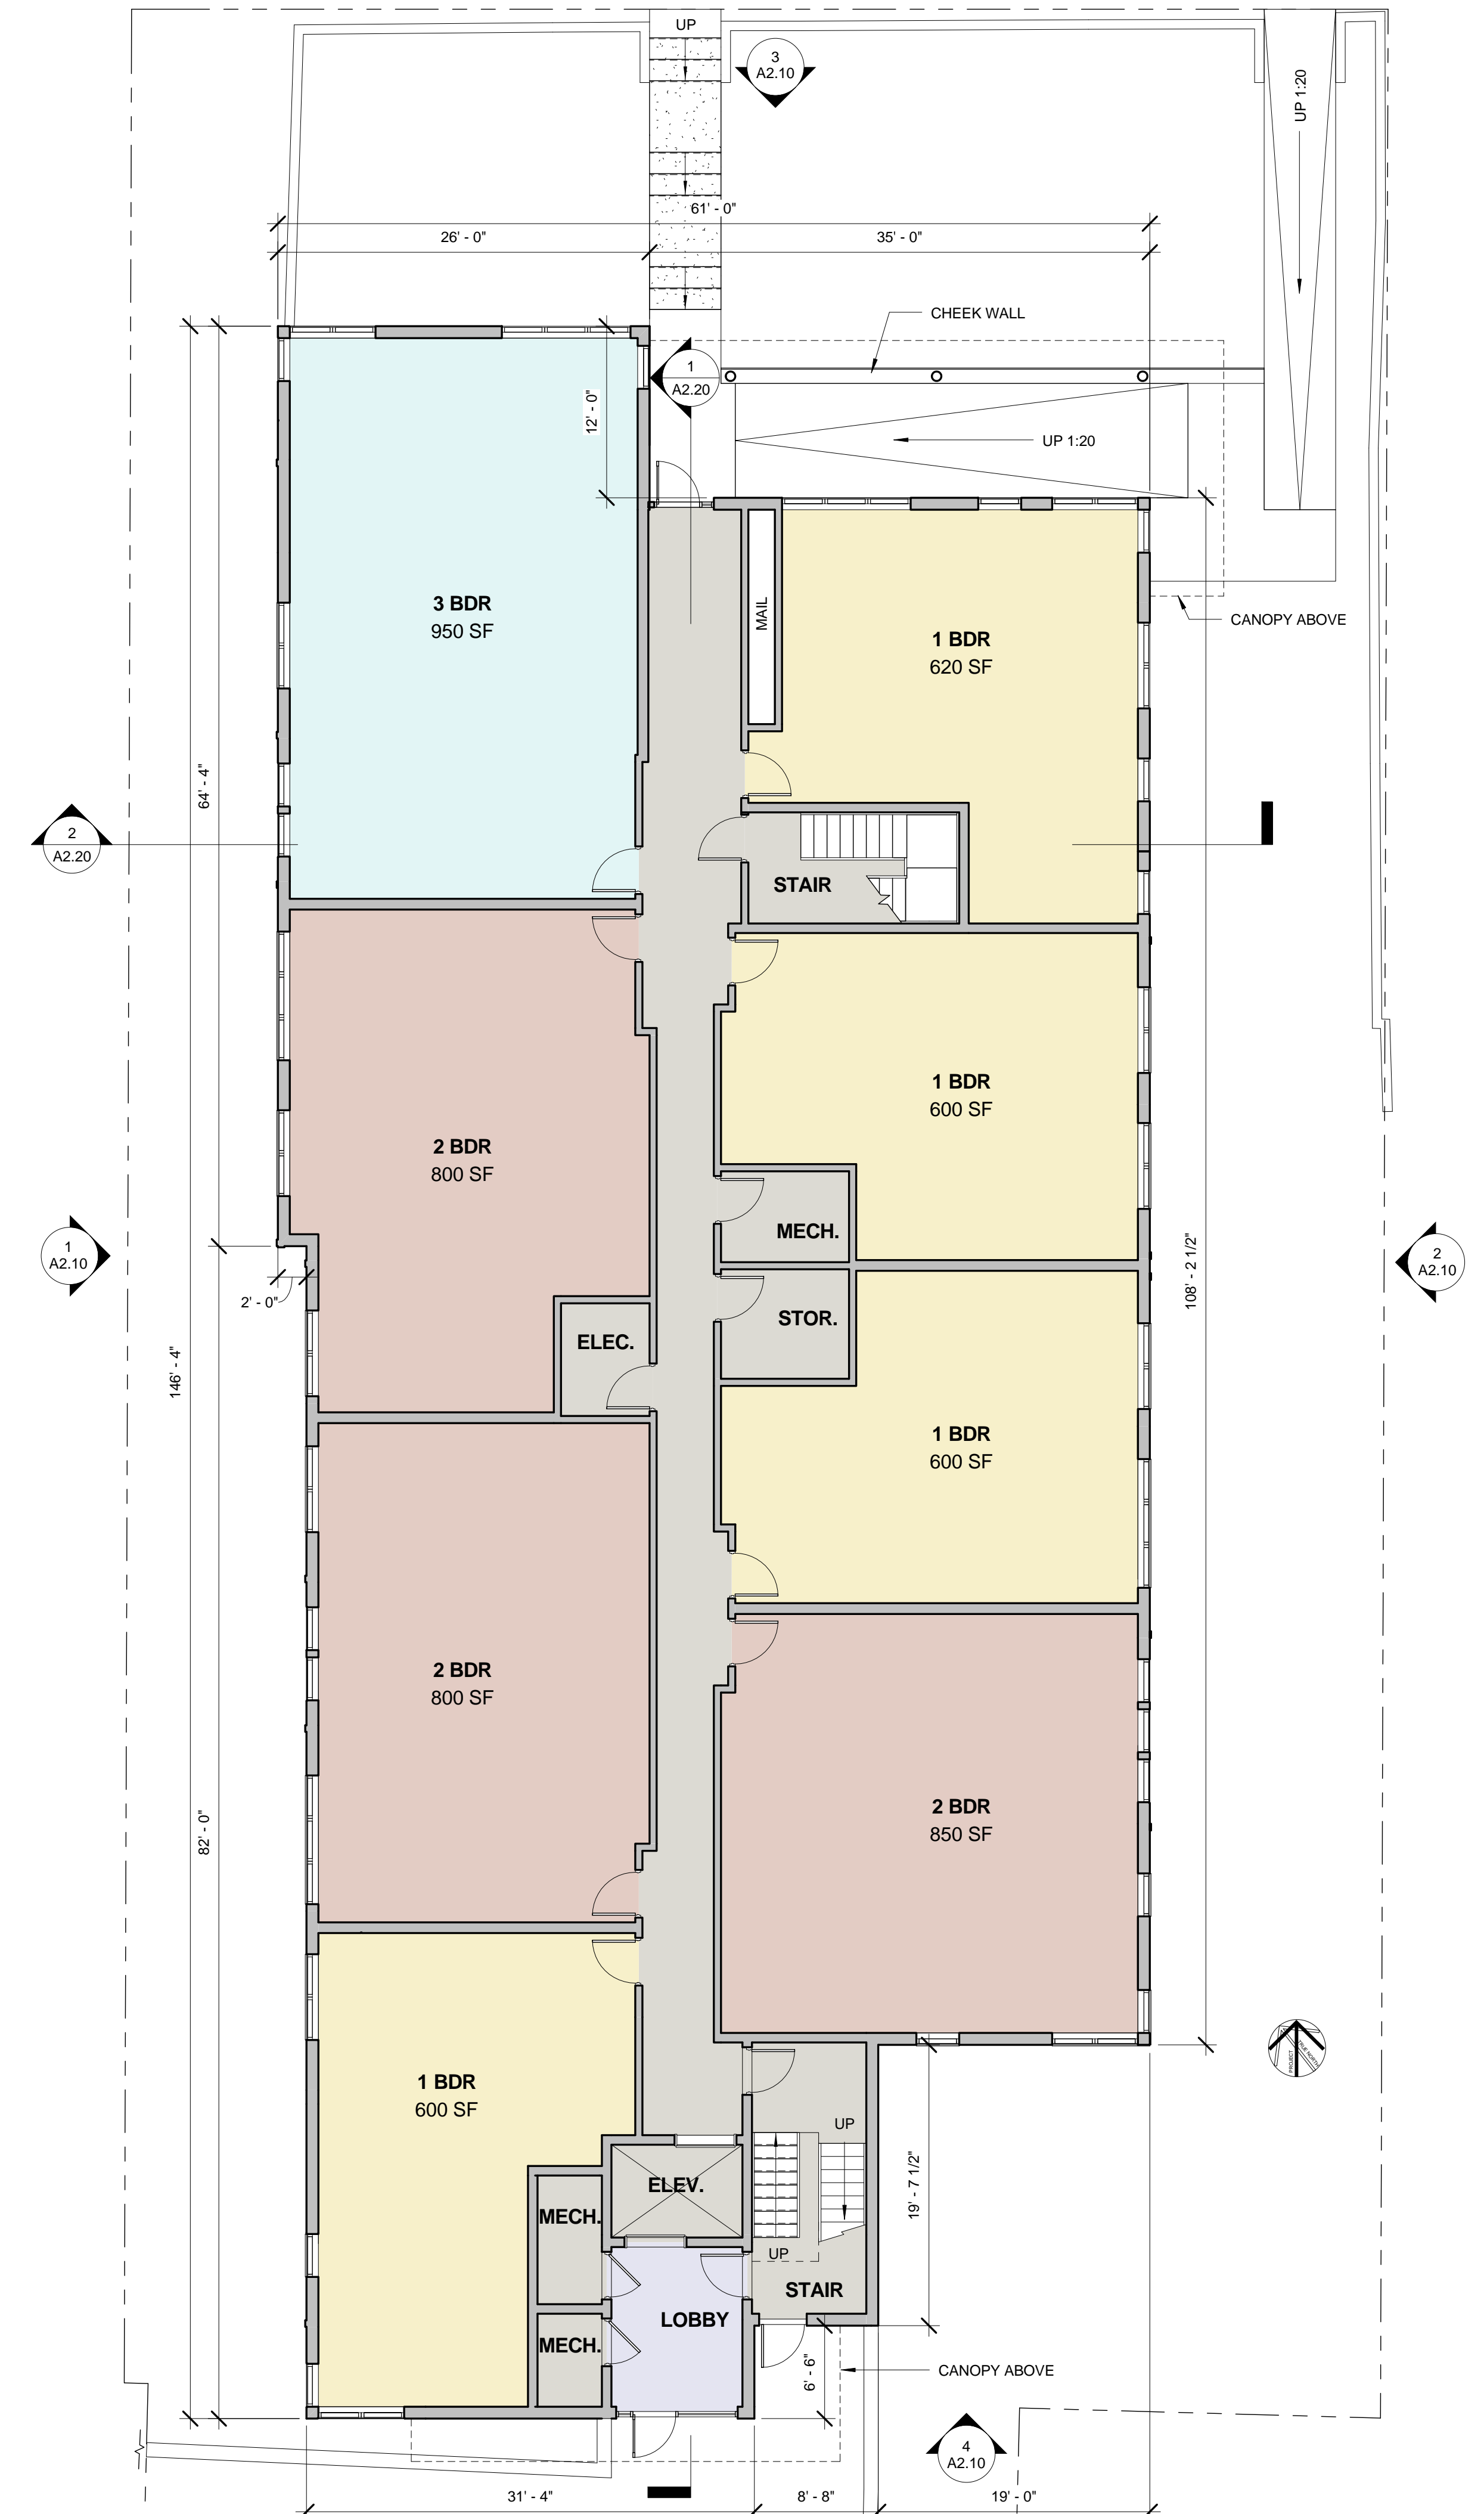 UP
3
A2.10
UP 1:20
61' - 0"
26' - 0"
35' - 0"
CHEEK WALL
1
A2.20
12' - 0"
UP 1:20
3 BDR
950 SF
MAIL
1 BDR
620 SF
CANOPY ABOVE
64' - 4"
2
A2.20
STAIR
1 BDR
600 SF
2 BDR
800 SF
MECH.
1
A2.10
2
A2.10
108' - 2 1/2"
2' - 0"
STOR.
ELEC.
146' - 4"
1 BDR
600 SF
2 BDR
800 SF
2 BDR
850 SF
82' - 0"
PROJECT
TRUE NORTH
1 BDR
600 SF
UP
ELEV.
19' - 7 1/2"
MECH.
UP
STAIR
LOBBY
MECH.
CANOPY ABOVE
6' - 6"
4
A2.10
31' - 4"
8' - 8"
19' - 0"